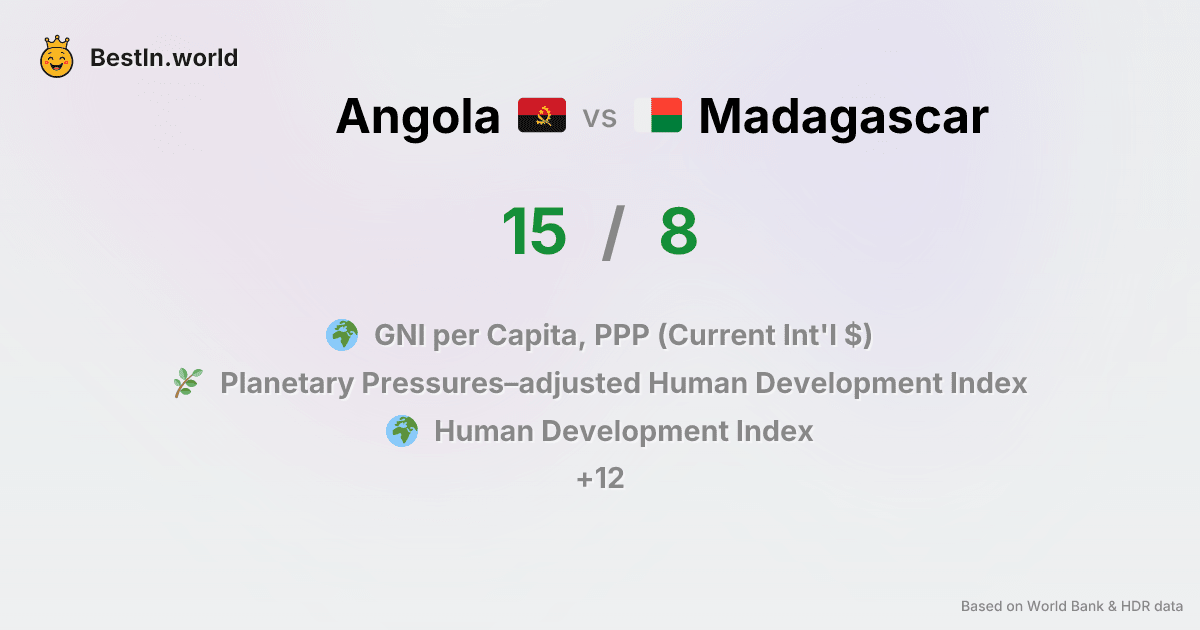 BestIn.world
Angola vs Madagascar
15 / 8
GNI per Capita, PPP (Current Int'l $)
Planetary Pressures–adjusted Human Development Index
Human Development Index
+12
Based on World Bank & HDR data